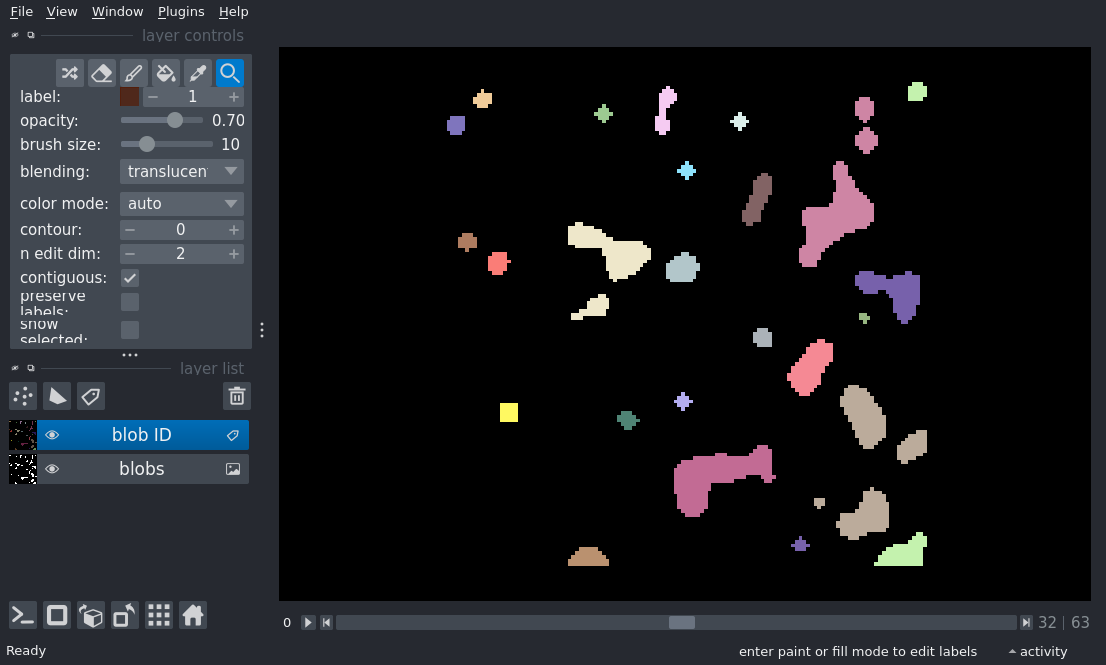 File View Window Plugins Help
layer controls
label: 1
opacity: 0.70
brush size: 10
blending: translucen
color mode: auto
contour: 0
n edit dim: 2
contiguous:
preserve
labels:
show
selected:
layer list
blob ID
blobs
0 32 63
Ready enter paint or fill mode to edit labels activity